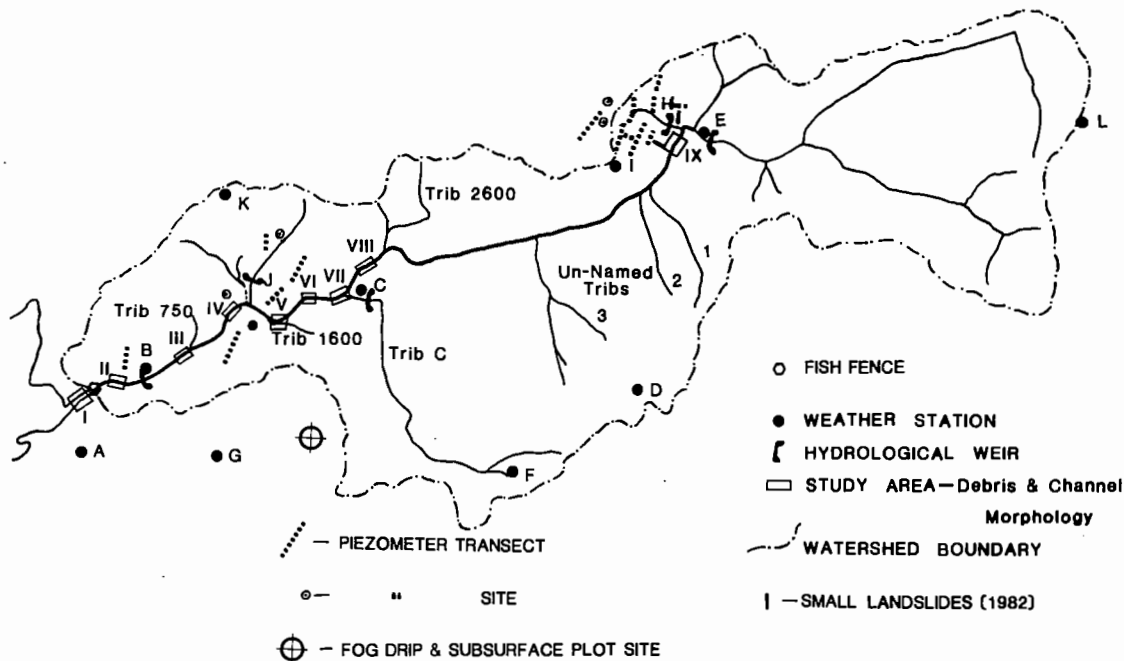 H
E
L
I
IX
K
Trib 2600
VIII
1
J
VI
VII
C
Un-Named
Tribs
2
IV
V
Trib 750
3
III
Trib 1600
B
II
Trib C
I
D
A
G
F
FISH FENCE
WEATHER STATION
HYDROLOGICAL WEIR
STUDY AREA—Debris & Channel
Morphology
WATERSHED BOUNDARY
I — SMALL LANDSLIDES (1982)
— PIEZOMETER TRANSECT
— " SITE
— FOG DRIP & SUBSURFACE PLOT SITE